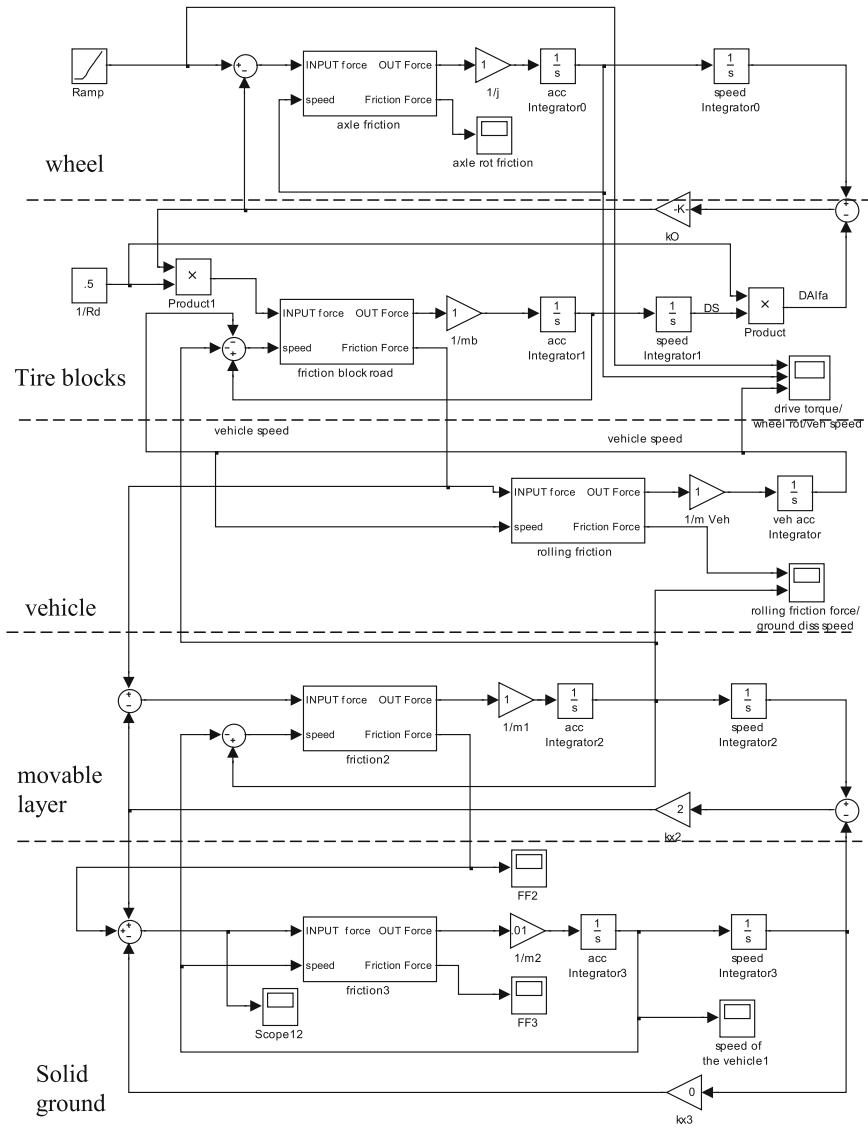 Ramp
+
−
INPUT force
OUT Force
speed
Friction Force
axle friction
1
1/j
1
s
acc
Integrator0
1
s
speed
Integrator0
axle rot friction
wheel
-K-
kO
+
−
.5
1/Rd
×
Product1
INPUT force
OUT Force
speed
Friction Force
friction block road
−
−
+
1
1/mb
1
s
acc
Integrator1
1
s
speed
Integrator1
DS
×
Product
DAlfa
drive torque/
wheel rot/veh speed
Tire blocks
vehicle speed
vehicle speed
INPUT force
OUT Force
speed
Friction Force
rolling friction
1
1/m Veh
1
s
veh acc
Integrator
rolling friction force/
ground diss speed
vehicle
+
−
INPUT force
OUT Force
speed
Friction Force
friction2
−
+
1
1/m1
1
s
acc
Integrator2
1
s
speed
Integrator2
movable
layer
2
kx2
+
−
FF2
+
+
−
INPUT force
OUT Force
speed
Friction Force
friction3
.01
1/m2
1
s
acc
Integrator3
1
s
speed
Integrator3
Scope12
FF3
speed of
the vehicle1
Solid
ground
0
kx3